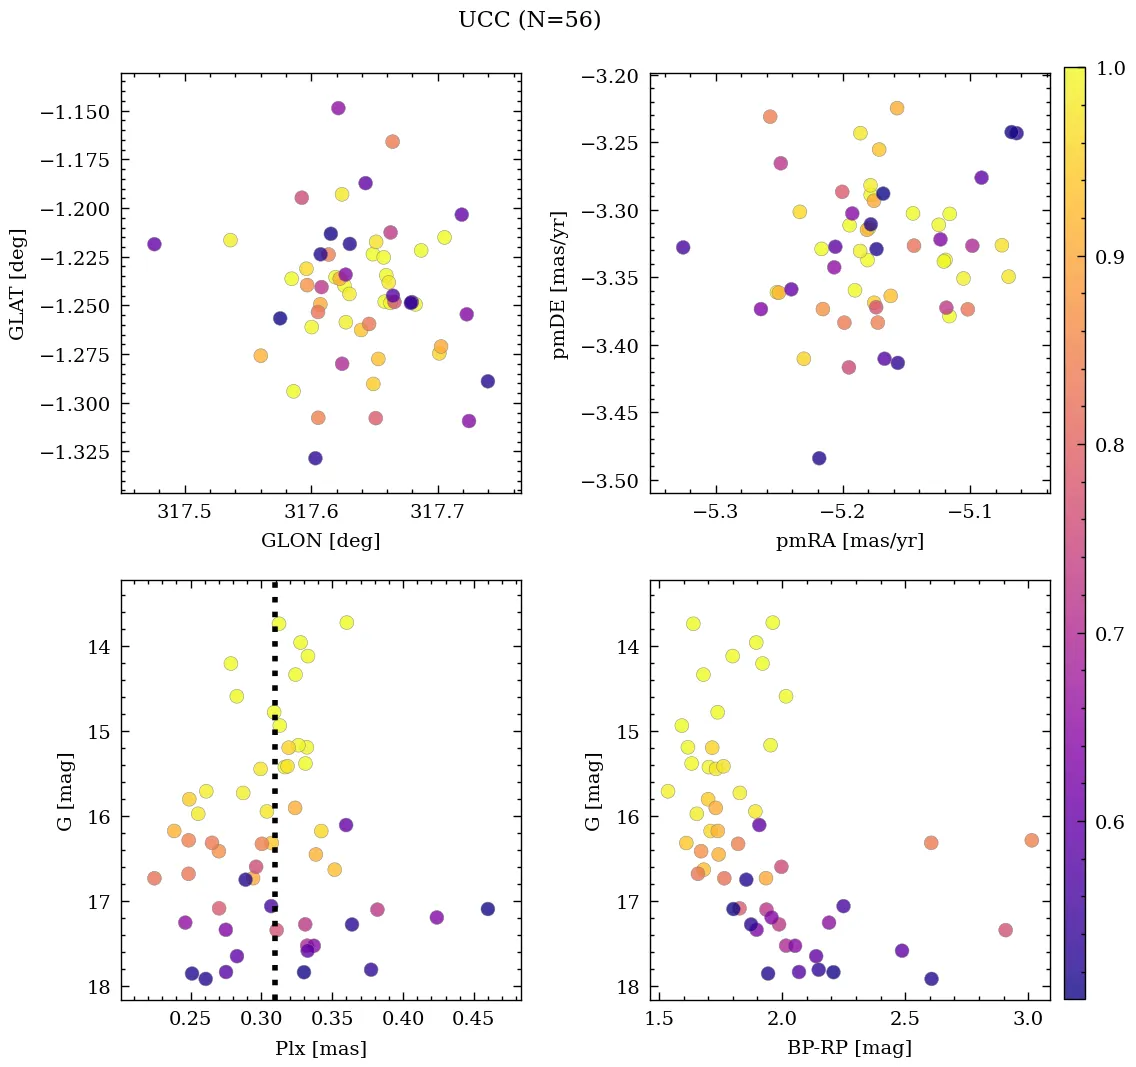 UCC (N=56)
−1.150
−1.175
−1.200
−1.225
−1.250
−1.275
−1.300
−1.325
GLAT [deg]
317.5 317.6 317.7
GLON [deg]
−3.20
−3.25
−3.30
−3.35
−3.40
−3.45
−3.50
pmDE [mas/yr]
−5.3 −5.2 −5.1
pmRA [mas/yr]
1.0
0.9
0.8
0.7
0.6
14
15
16
17
18
G [mag]
0.25 0.30 0.35 0.40 0.45
Plx [mas]
14
15
16
17
18
G [mag]
1.5 2.0 2.5 3.0
BP-RP [mag]